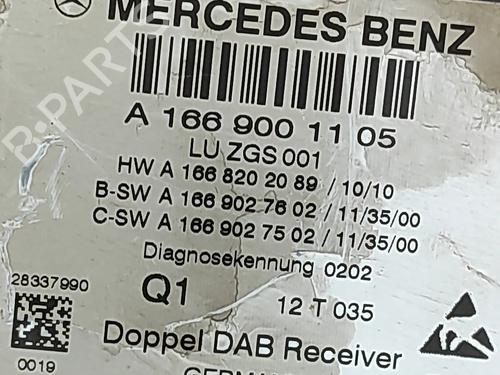 MERCEDES BENZ
A 166 900 11 05
LU ZGS 001
HW A 166 820 20 89 / 10/10
B-SW A 166 902 76 02 / 11/35/00
C-SW A 166 902 75 02 / 11/35/00
Diagnosekennung 0202
28337990
Q1
12 T 035
0019
Doppel DAB Receiver
B-PARTS